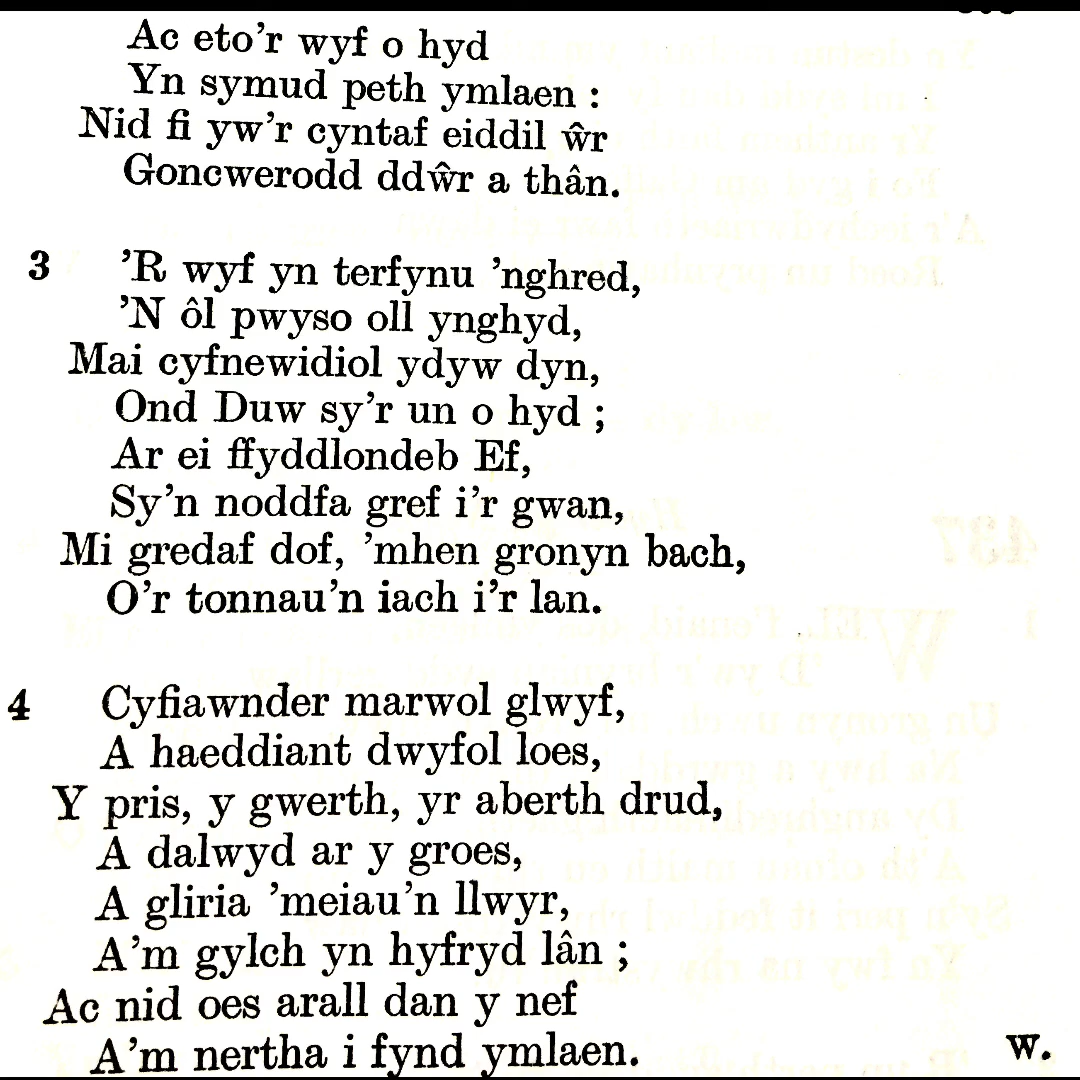 Ac eto'r wyf o hyd
Yn symud peth ymlaen :
Nid fi yw'r cyntaf eiddil ŵr
Goncwerodd ddŵr a thân.
3 ’R wyf yn terfynu ’nghred,
’N ôl pwyso oll ynghyd,
Mai cyfnewidiol ydyw dyn,
Ond Duw sy’r un o hyd ;
Ar ei ffyddlondeb Ef,
Sy’n noddfa gref i’r gwan,
Mi gredaf dof, ’mhen gronyn bach,
O’r tonnau’n iach i’r lan.
4 Cyfiawnder marwol glwyf,
A haeddiant dwyfol loes,
Y pris, y gwerth, yr aberth drud,
A dalwyd ar y groes,
A gliria ’meiau’n llwyr,
A’m gylch yn hyfryd lân ;
Ac nid oes arall dan y nef
A’m nertha i fynd ymlaen. W.